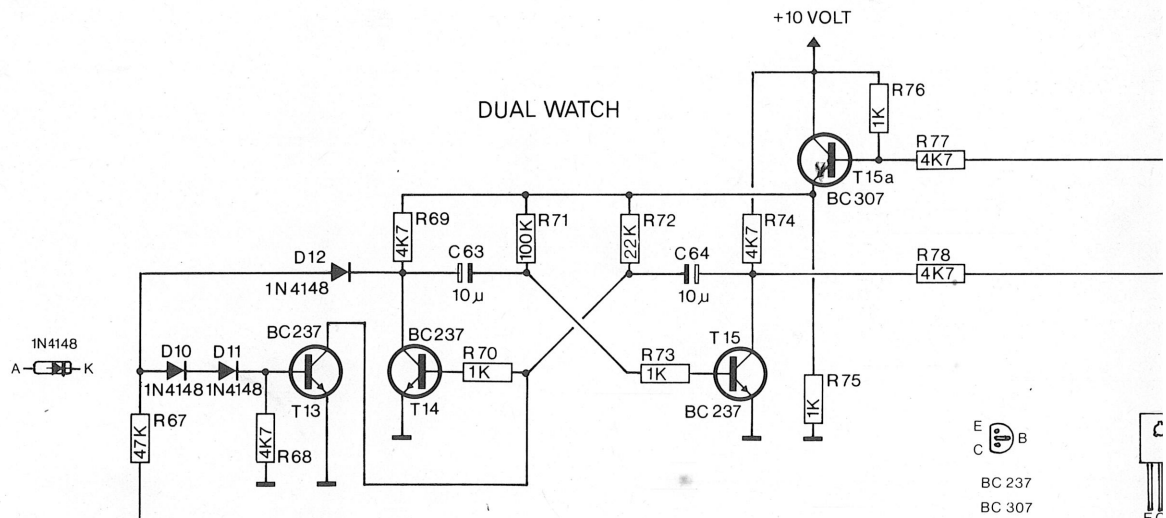 +10 VOLT
DUAL WATCH
R76
1K
R77
4K7
T15a
BC307
R69
4K7
R71
100K
R72
22K
R74
4K7
D12
1N4148
C63
10µ
C64
10µ
R78
4K7
1N4148
A
K
D10
1N4148
D11
1N4148
BC237
T13
BC237
T14
R70
1K
R73
1K
T15
BC 237
R75
1K
R67
47K
4K7
R68
E
C
B
BC 237
BC 307
E C